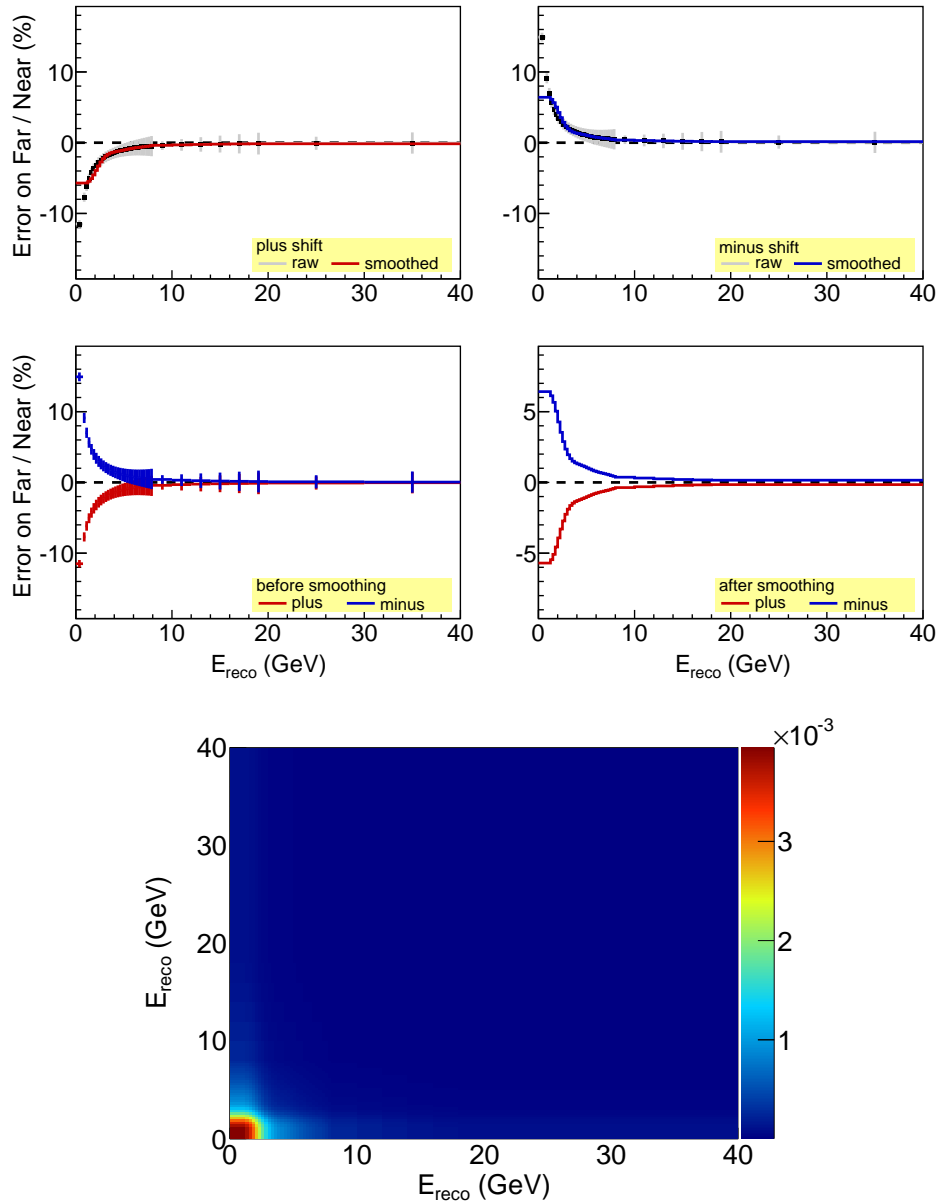 Error on Far / Near (%)
10
0
-10
plus shift
raw smoothed
0 10 20 30 40
10
0
-10
minus shift
raw smoothed
0 10 20 30 40
Error on Far / Near (%)
10
0
-10
before smoothing
plus minus
0 10 20 30 40
E_reco (GeV)
5
0
-5
after smoothing
plus minus
0 10 20 30 40
E_reco (GeV)
×10⁻³
E_reco (GeV)
40
30
20
10
0
0 10 20 30 40
E_reco (GeV)
3
2
1